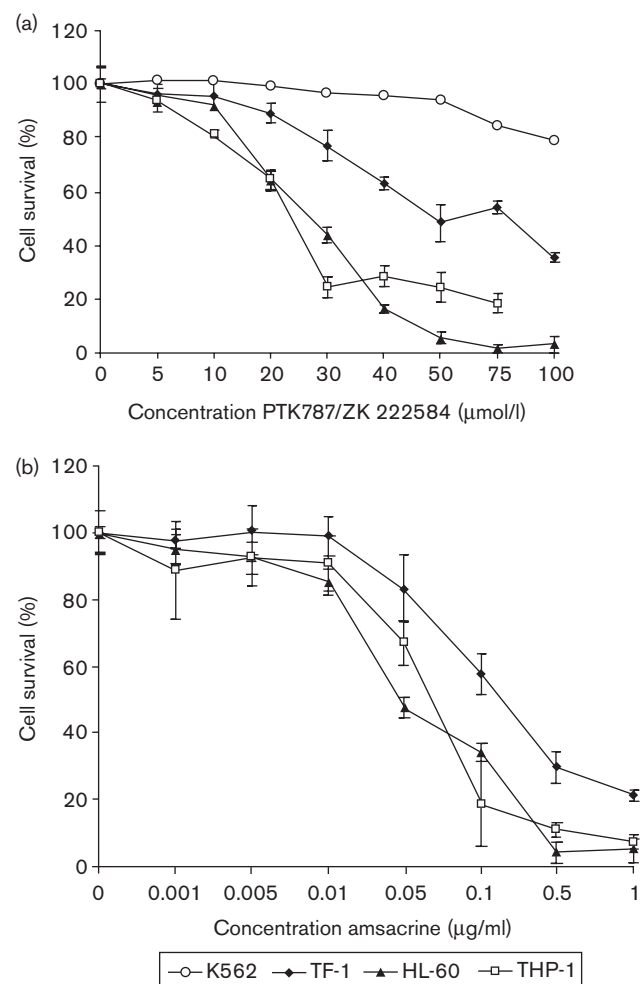 (a)
120
100
80
60
40
20
0
Cell survival (%)
0 5 10 20 30 40 50 75 100
Concentration PTK787/ZK 222584 (μmol/l)
(b)
120
100
80
60
40
20
0
Cell survival (%)
0 0.001 0.005 0.01 0.05 0.1 0.5 1
Concentration amsacrine (μg/ml)
K562 TF-1 HL-60 THP-1